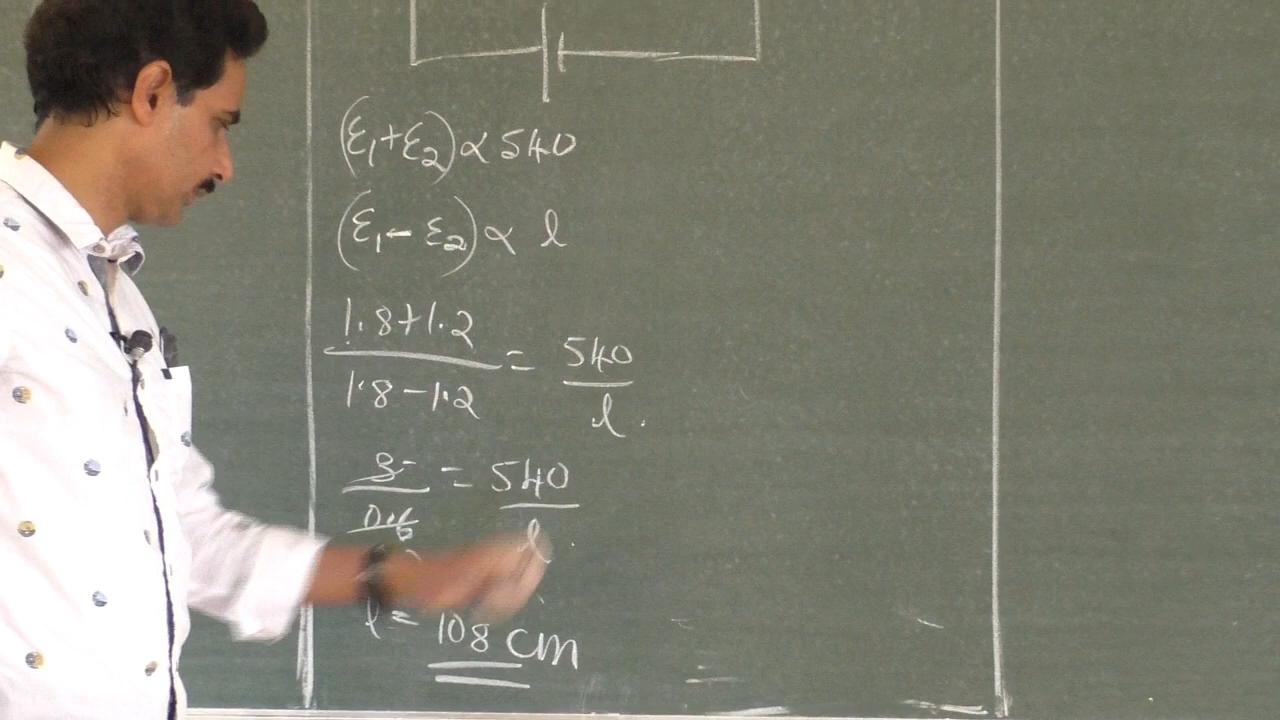 (ε₁+ε₂) ∝ 540
(ε₁- ε₂) ∝ l
1.8+1.2 / 1.8-1.2 = 540 / l.
3 / 0.6 = 540 / l.
l = 108 cm